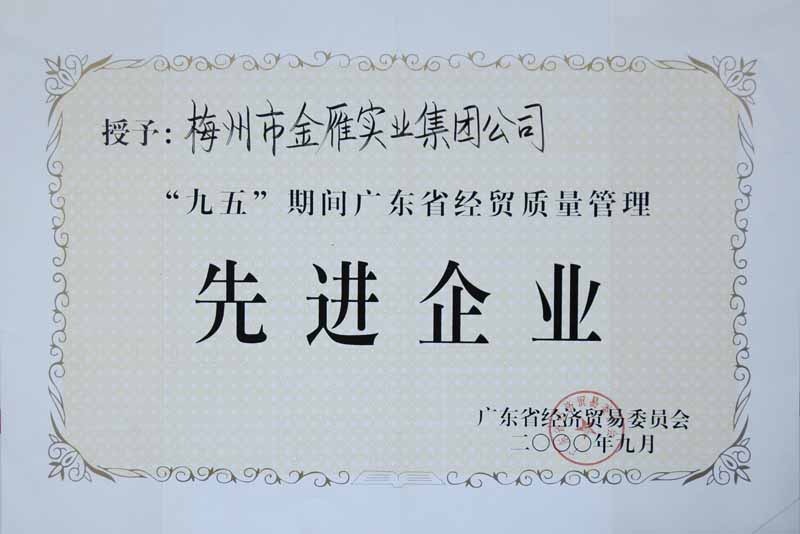 授予：梅州市金雁实业集团公司
“九五”期间广东省经贸质量管理
先进企业
广东省经济贸易委员会
二〇〇〇年九月